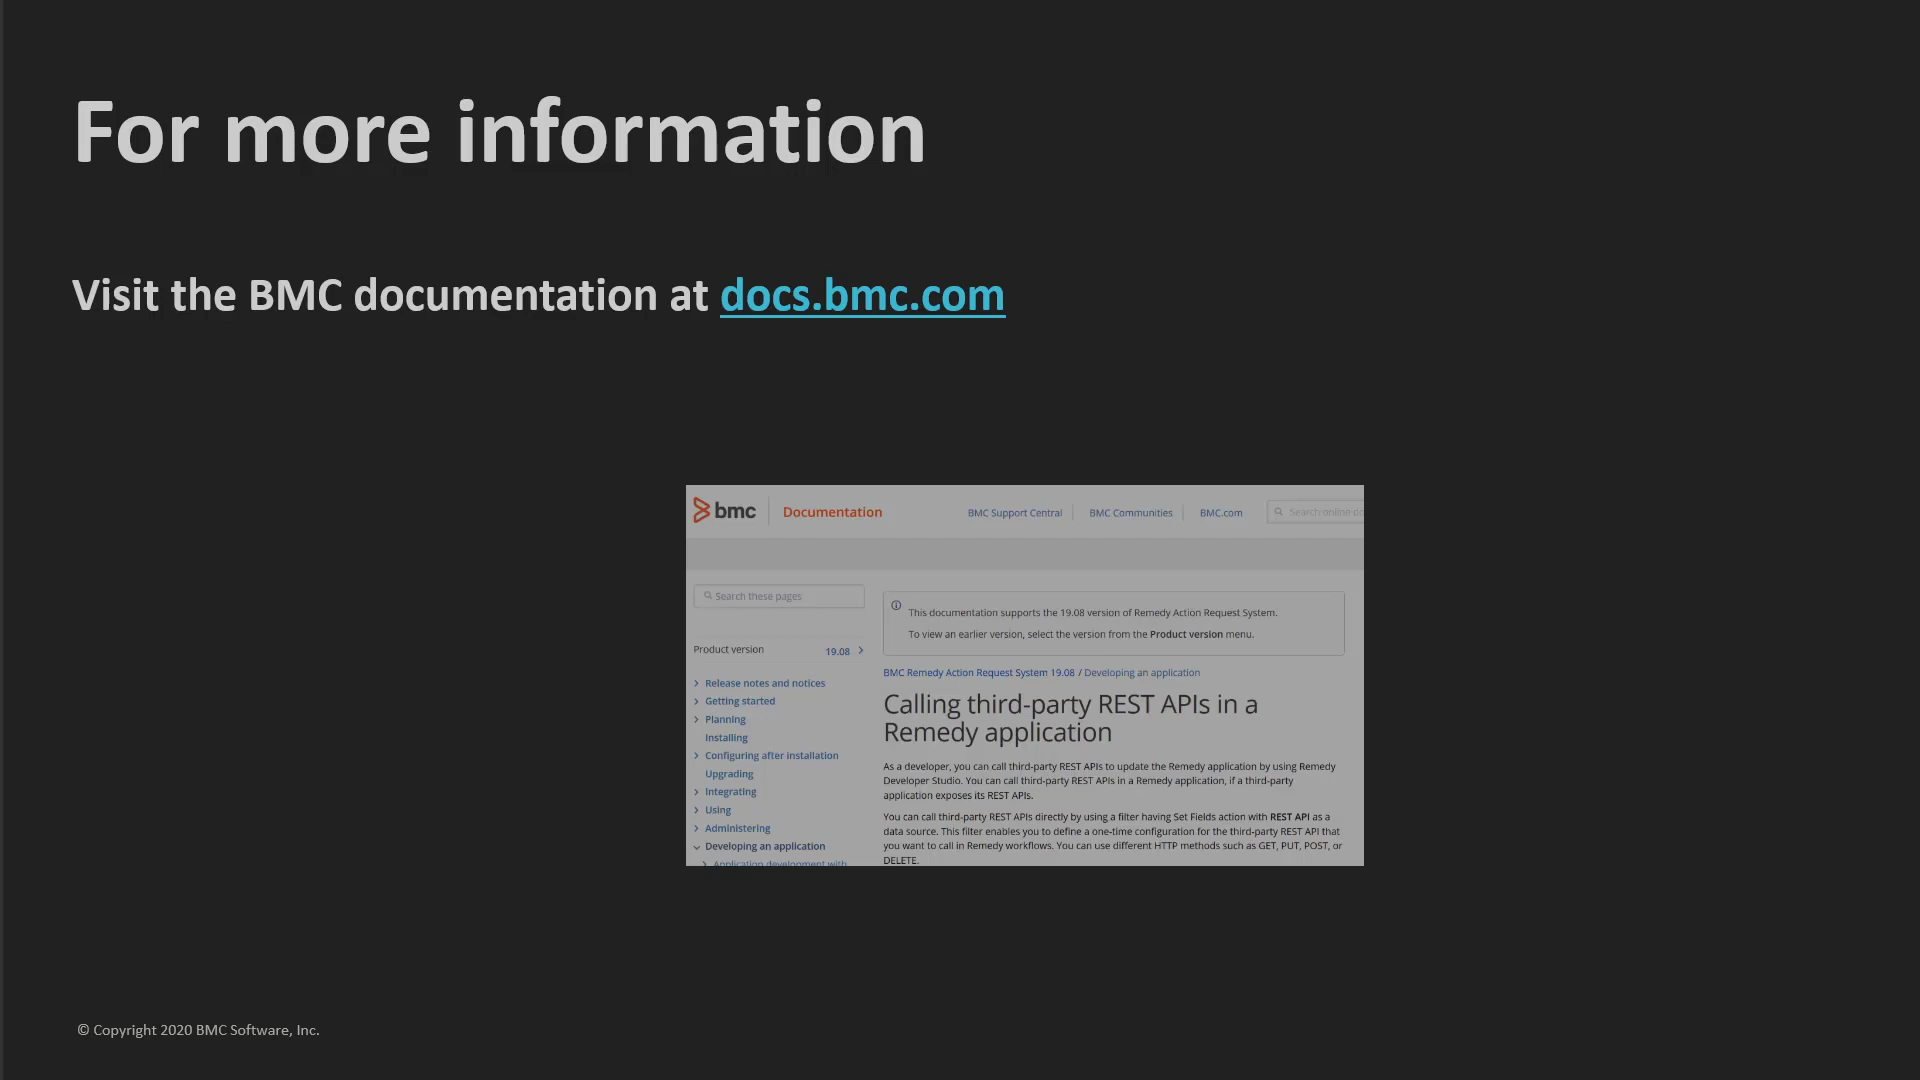 For more information
Visit the BMC documentation at docs.bmc.com
bmc Documentation BMC Support Central BMC Communities BMC.com Search online do
Search these pages
Product version 19.08
Release notes and notices
Getting started
Planning
Installing
Configuring after installation
Upgrading
Integrating
Using
Administering
Developing an application
Application development with
This documentation supports the 19.08 version of Remedy Action Request System.
To view an earlier version, select the version from the Product version menu.
BMC Remedy Action Request System 19.08 / Developing an application
Calling third-party REST APIs in a
Remedy application
As a developer, you can call third-party REST APIs to update the Remedy application by using Remedy
Developer Studio. You can call third-party REST APIs in a Remedy application, if a third-party
application exposes its REST APIs.
You can call third-party REST APIs directly by using a filter having Set Fields action with REST API as a
data source. This filter enables you to define a one-time configuration for the third-party REST API that
you want to call in Remedy workflows. You can use different HTTP methods such as GET, PUT, POST, or
DELETE.
© Copyright 2020 BMC Software, Inc.